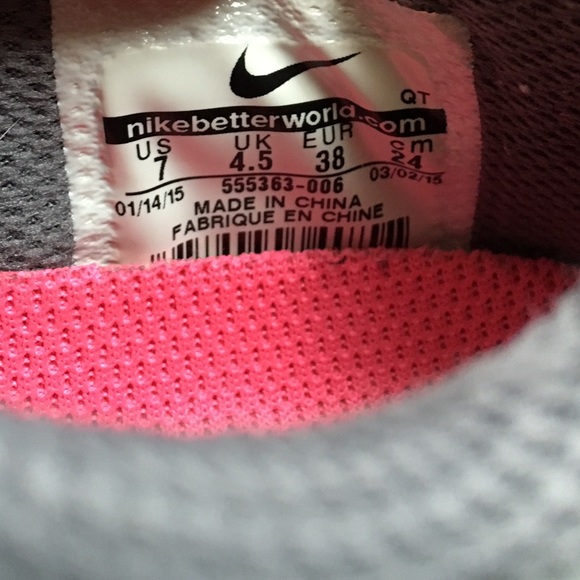 QT
nikebetterworld.com
US UK EUR cm
7 4.5 38 24
01/14/15 555363-006 03/02/15
MADE IN CHINA
FABRIQUE EN CHINE